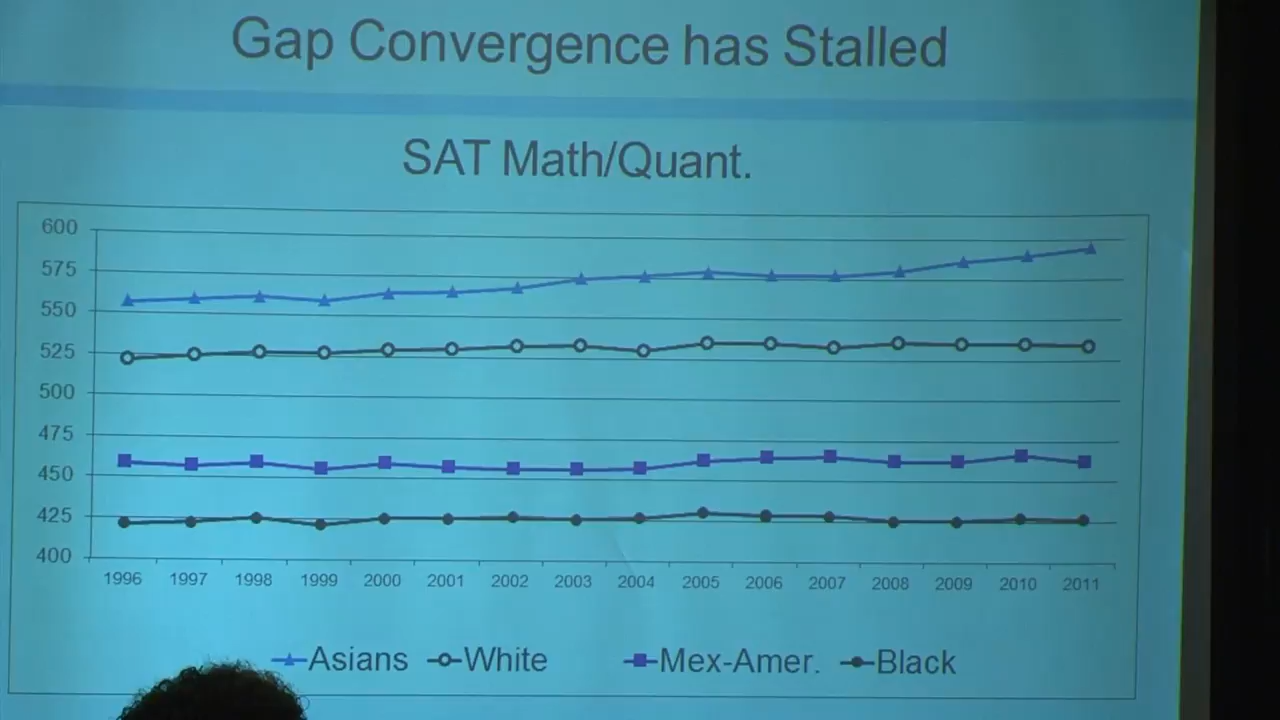 Gap Convergence has Stalled
SAT Math/Quant.
600
575
550
525
500
475
450
425
400
1996 1997 1998 1999 2000 2001 2002 2003 2004 2005 2006 2007 2008 2009 2010 2011
Asians White Mex-Amer. Black